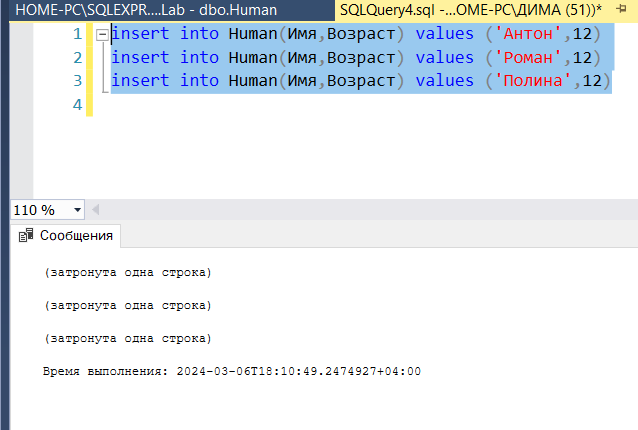 HOME-PC\SQLEXPR....Lab - dbo.Human
SQLQuery4.sql -...OME-PC\ДИМА (51))*
1 insert into Human(Имя,Возраст) values ('Антон',12)
2 insert into Human(Имя,Возраст) values ('Роман',12)
3 insert into Human(Имя,Возраст) values ('Полина',12)
4
110 %
Сообщения
(затронута одна строка)
(затронута одна строка)
(затронута одна строка)
Время выполнения: 2024-03-06T18:10:49.2474927+04:00